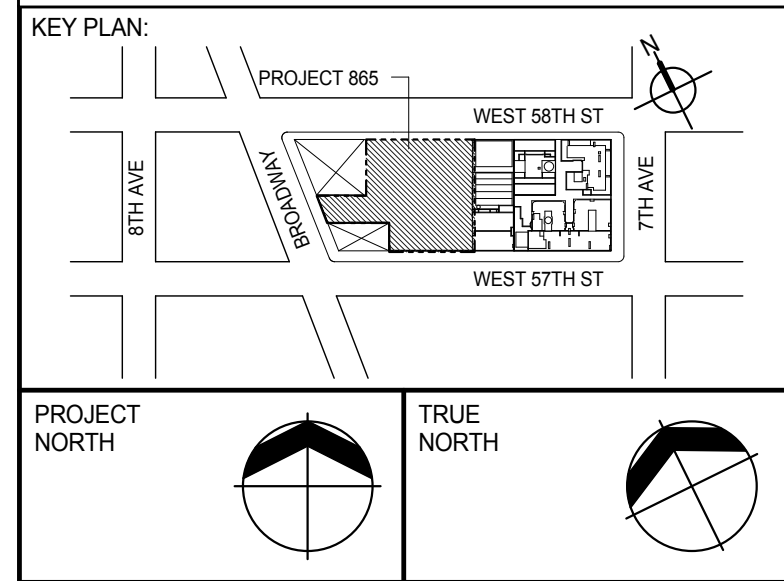 KEY PLAN:
N
PROJECT 865
WEST 58TH ST
8TH AVE
BROADWAY
7TH AVE
WEST 57TH ST
PROJECT
NORTH
TRUE
NORTH